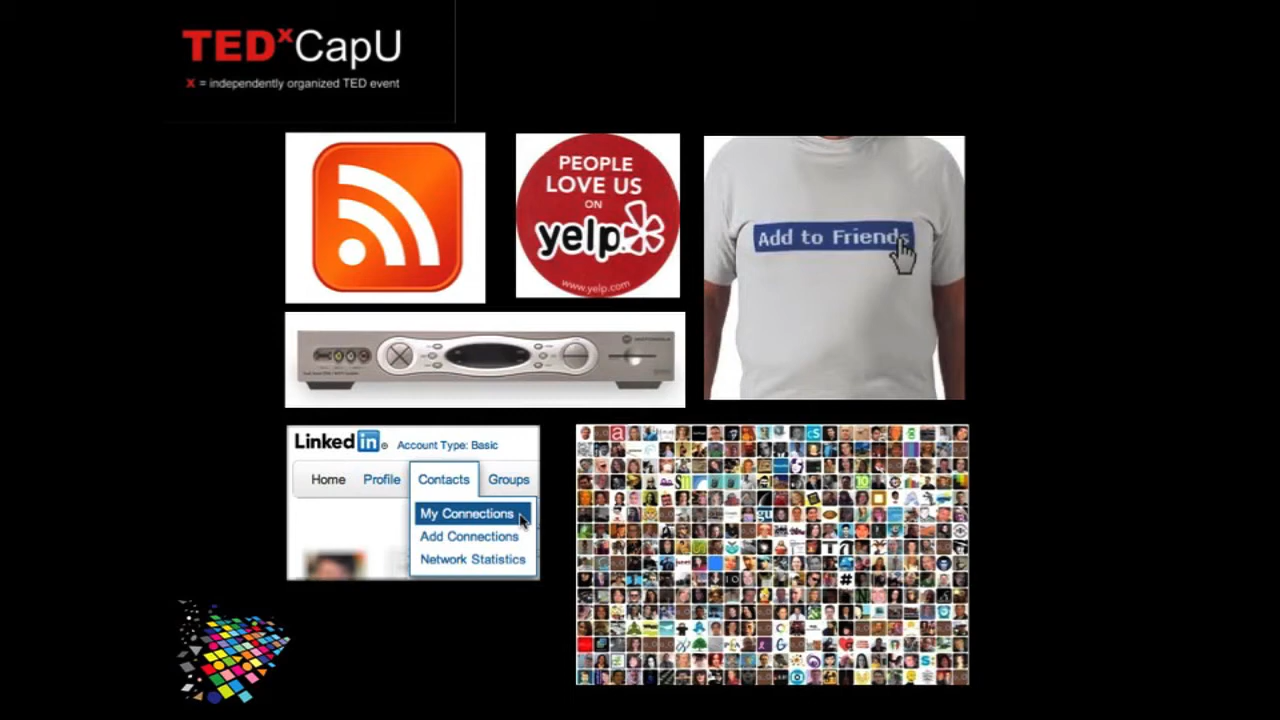 TEDxCapU
x = independently organized TED event
PEOPLE
LOVE US
ON
yelp
www.yelp.com
Add to Friends
MOTOROLA
Linked in Account Type: Basic
Home Profile Contacts Groups
My Connections
Add Connections
Network Statistics